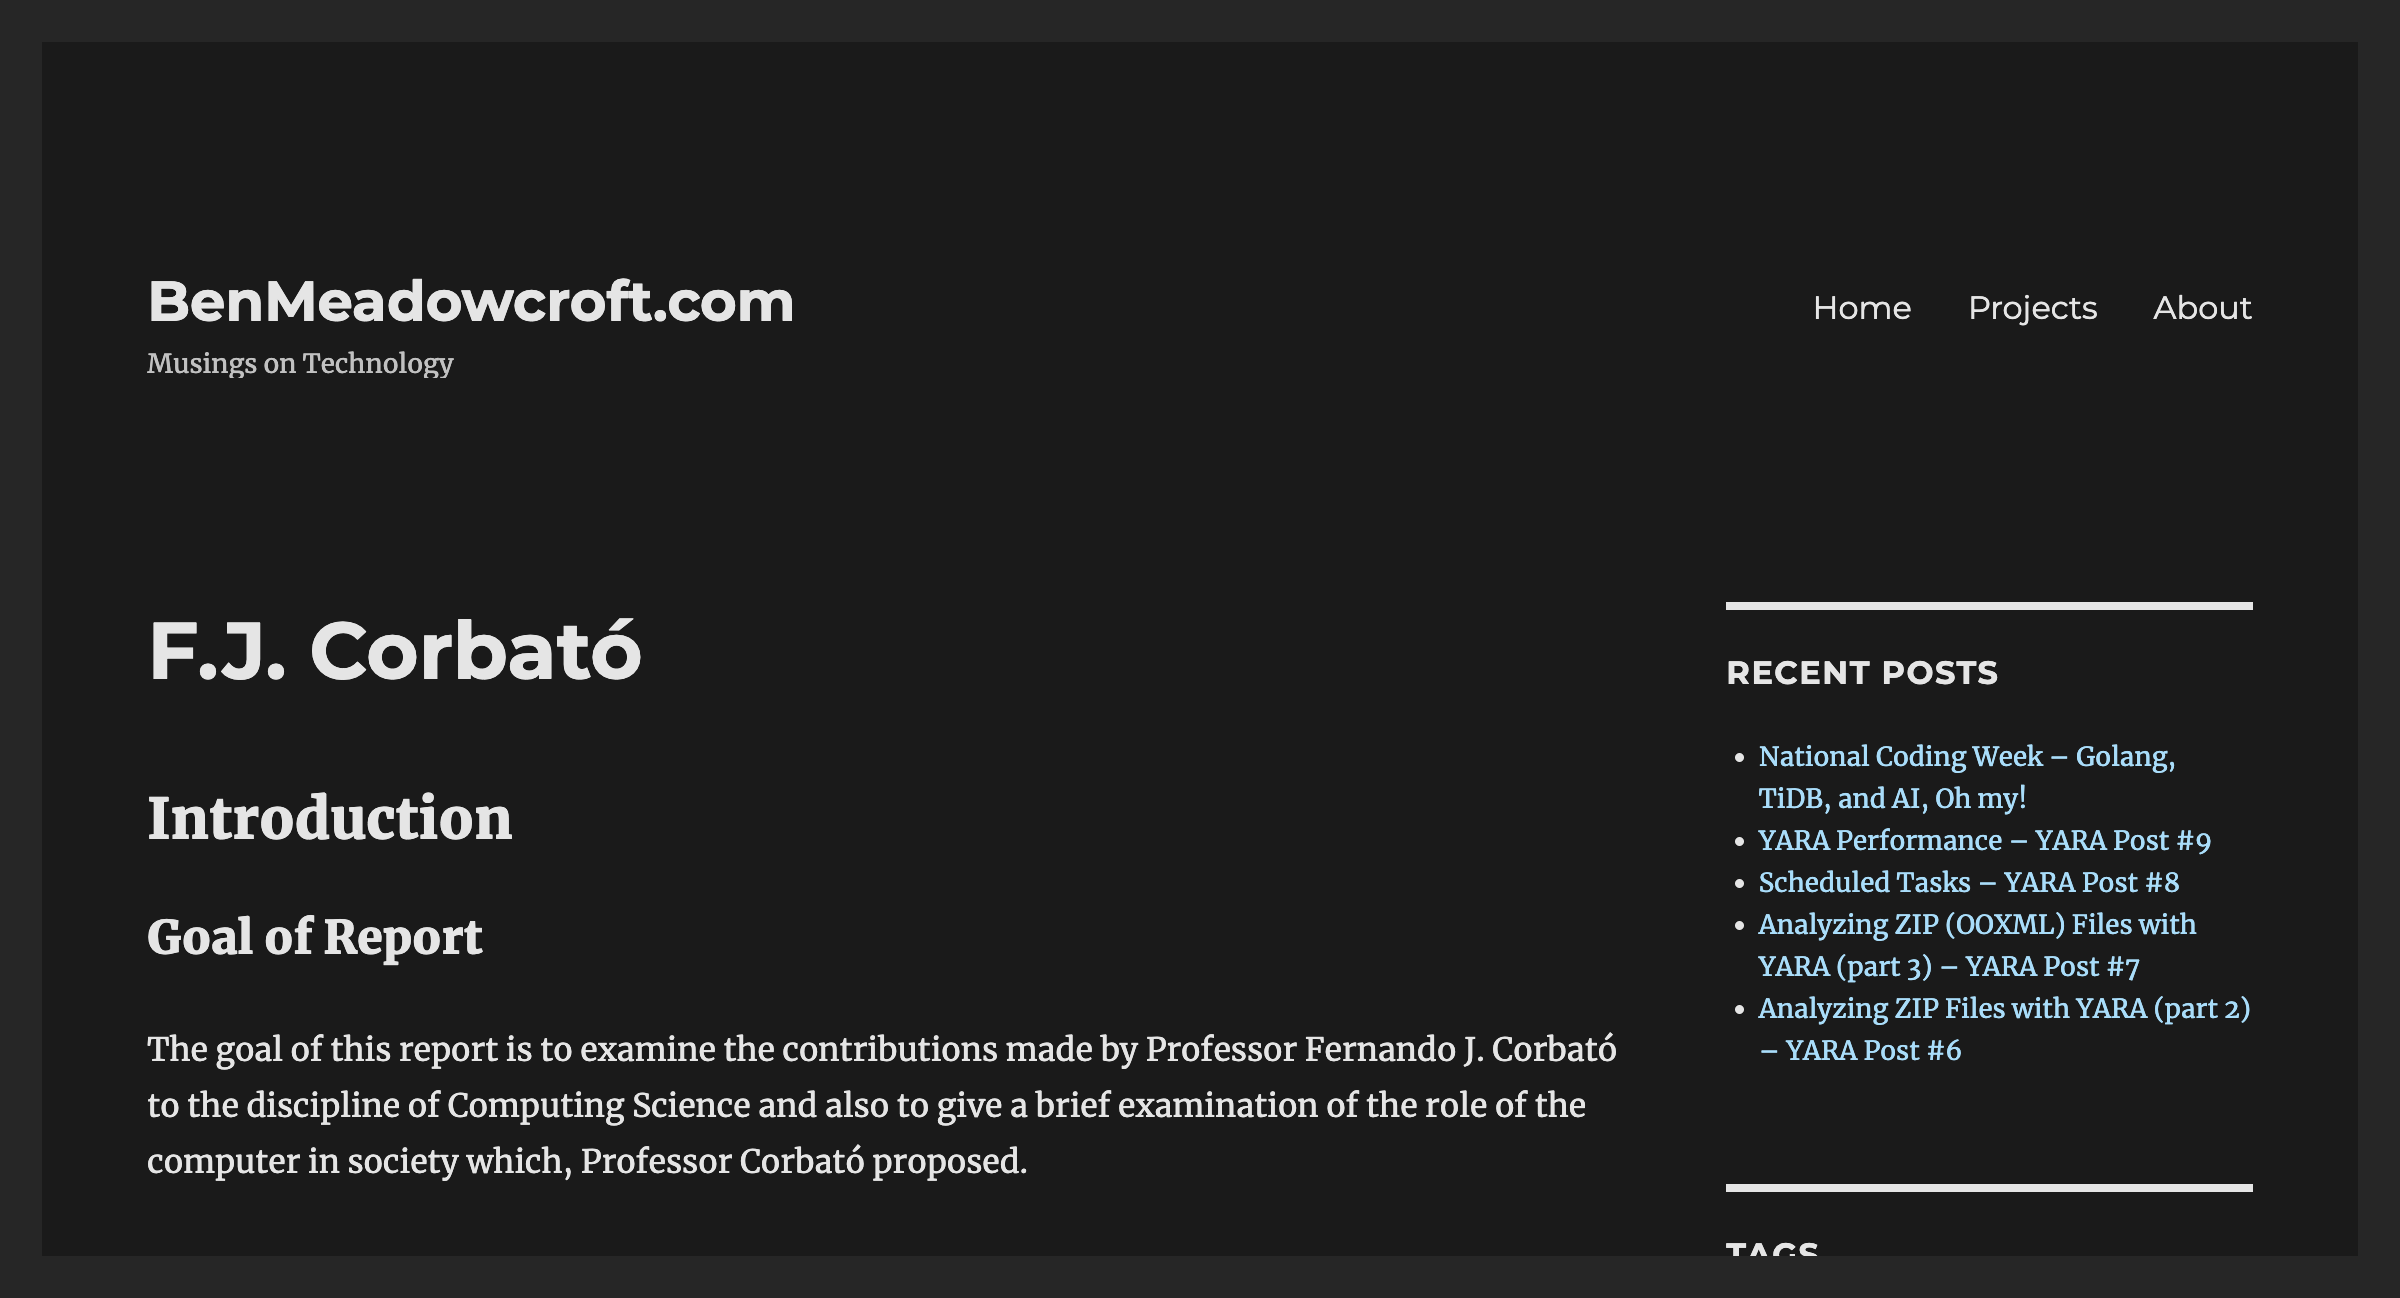 BenMeadowcroft.com
Musings on Technology
Home Projects About
F.J. Corbató
Introduction
Goal of Report
The goal of this report is to examine the contributions made by Professor Fernando J. Corbató
to the discipline of Computing Science and also to give a brief examination of the role of the
computer in society which, Professor Corbató proposed.
RECENT POSTS
National Coding Week – Golang,
TiDB, and AI, Oh my!
YARA Performance – YARA Post #9
Scheduled Tasks – YARA Post #8
Analyzing ZIP (OOXML) Files with
YARA (part 3) – YARA Post #7
Analyzing ZIP Files with YARA (part 2)
– YARA Post #6
TAGS